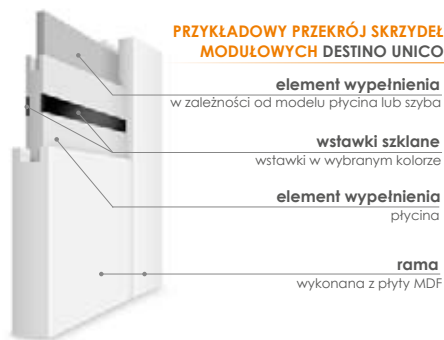 PRZYKŁADOWY PRZEKRÓJ SKRZYDEŁ
MODUŁOWYCH DESTINO UNICO
element wypełnienia
w zależności od modelu płycina lub szyba
wstawki szklane
wstawki w wybranym kolorze
element wypełnienia
płycina
rama
wykonana z płyty MDF